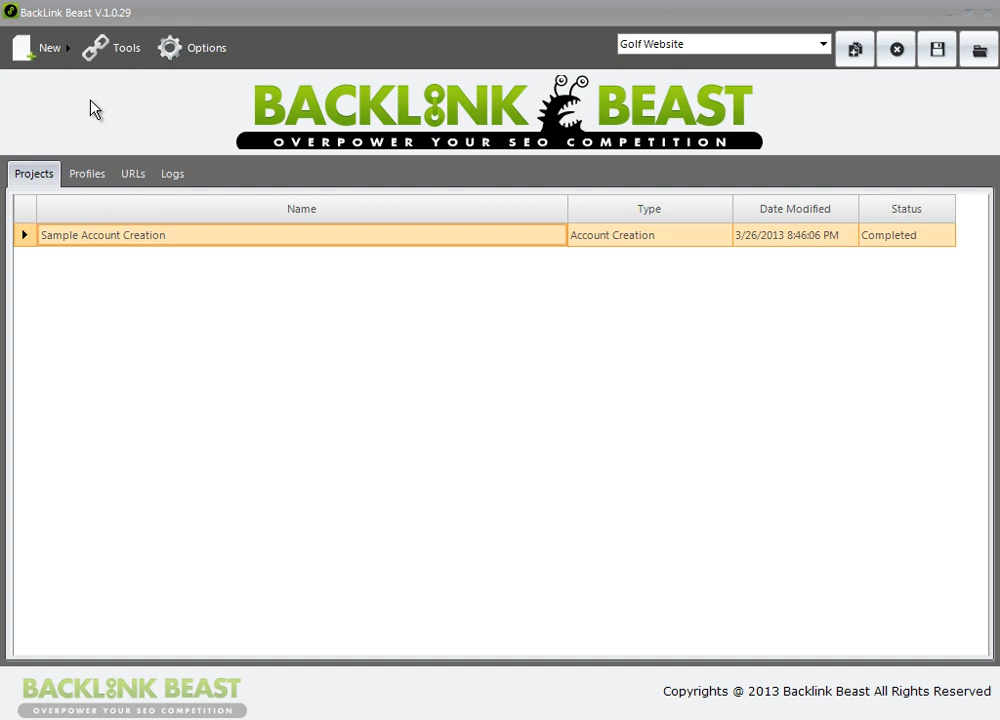 BackLink Beast V.1.0.29
New Tools Options Golf Website
BACKLINK BEAST
OVERPOWER YOUR SEO COMPETITION
Projects Profiles URLs Logs
Name Type Date Modified Status
Sample Account Creation Account Creation 3/26/2013 8:46:06 PM Completed
BACKLINK BEAST
OVERPOWER YOUR SEO COMPETITION
Copyrights @ 2013 Backlink Beast All Rights Reserved